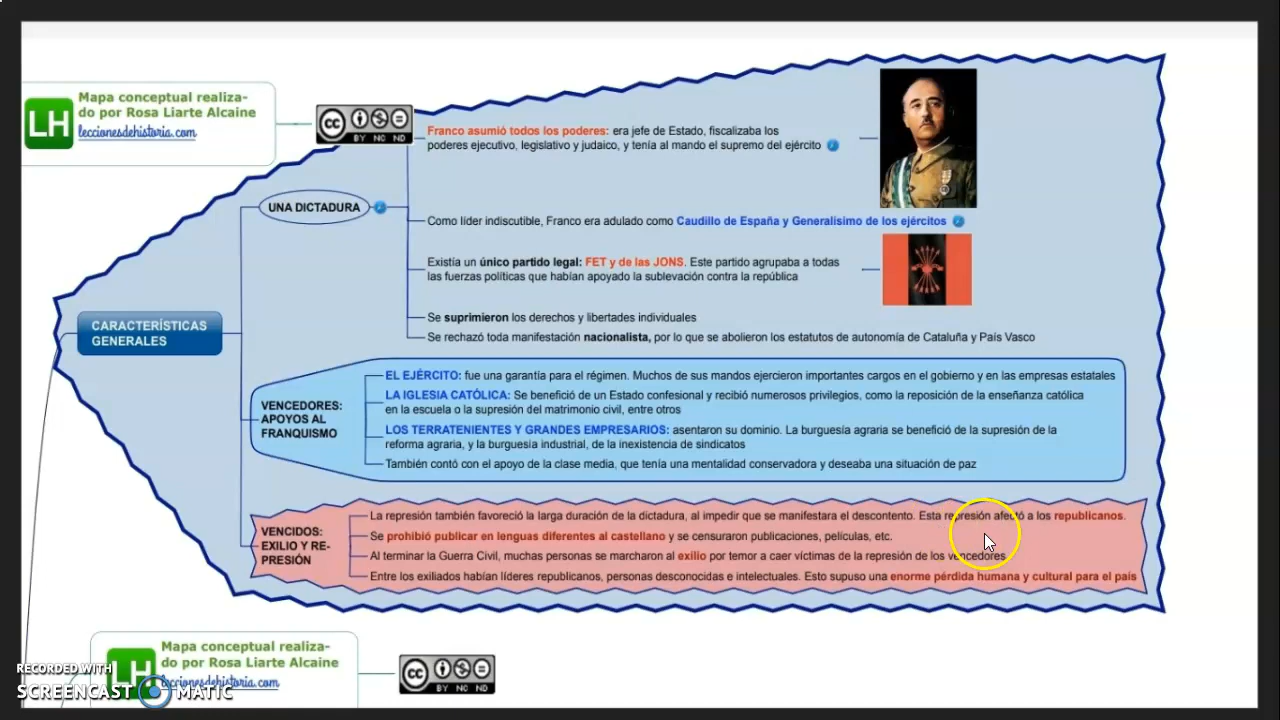 Mapa conceptual realiza-
do por Rosa Liarte Alcaine
leccionesdehistoria.com
LH
cc
BY NC ND
Franco asumió todos los poderes: era jefe de Estado, fiscalizaba los
poderes ejecutivo, legislativo y judaico, y tenía al mando el supremo del ejército
UNA DICTADURA
Como líder indiscutible, Franco era adulado como Caudillo de España y Generalísimo de los ejércitos
Existía un único partido legal: FET y de las JONS. Este partido agrupaba a todas
las fuerzas políticas que habían apoyado la sublevación contra la república
Se suprimieron los derechos y libertades individuales
Se rechazó toda manifestación nacionalista, por lo que se abolieron los estatutos de autonomía de Cataluña y País Vasco
CARACTERÍSTICAS
GENERALES
VENCEDORES:
APOYOS AL
FRANQUISMO
EL EJÉRCITO: fue una garantía para el régimen. Muchos de sus mandos ejercieron importantes cargos en el gobierno y en las empresas estatales
LA IGLESIA CATÓLICA: Se benefició de un Estado confesional y recibió numerosos privilegios, como la reposición de la enseñanza católica
en la escuela o la supresión del matrimonio civil, entre otros
LOS TERRATENIENTES Y GRANDES EMPRESARIOS: asentaron su dominio. La burguesía agraria se benefició de la supresión de la
reforma agraria, y la burguesía industrial, de la inexistencia de sindicatos
También contó con el apoyo de la clase media, que tenía una mentalidad conservadora y deseaba una situación de paz
VENCIDOS:
EXILIO Y RE-
PRESIÓN
La represión también favoreció la larga duración de la dictadura, al impedir que se manifestara el descontento. Esta represión afectó a los republicanos.
Se prohibió publicar en lenguas diferentes al castellano y se censuraron publicaciones, películas, etc.
Al terminar la Guerra Civil, muchas personas se marcharon al exilio por temor a caer víctimas de la represión de los vencedores
Entre los exiliados habían líderes republicanos, personas desconocidas e intelectuales. Esto supuso una enorme pérdida humana y cultural para el país
Mapa conceptual realiza-
do por Rosa Liarte Alcaine
leccionesdehistoria.com
LH
cc
BY NC ND
RECORDED WITH
SCREENCAST MATIC